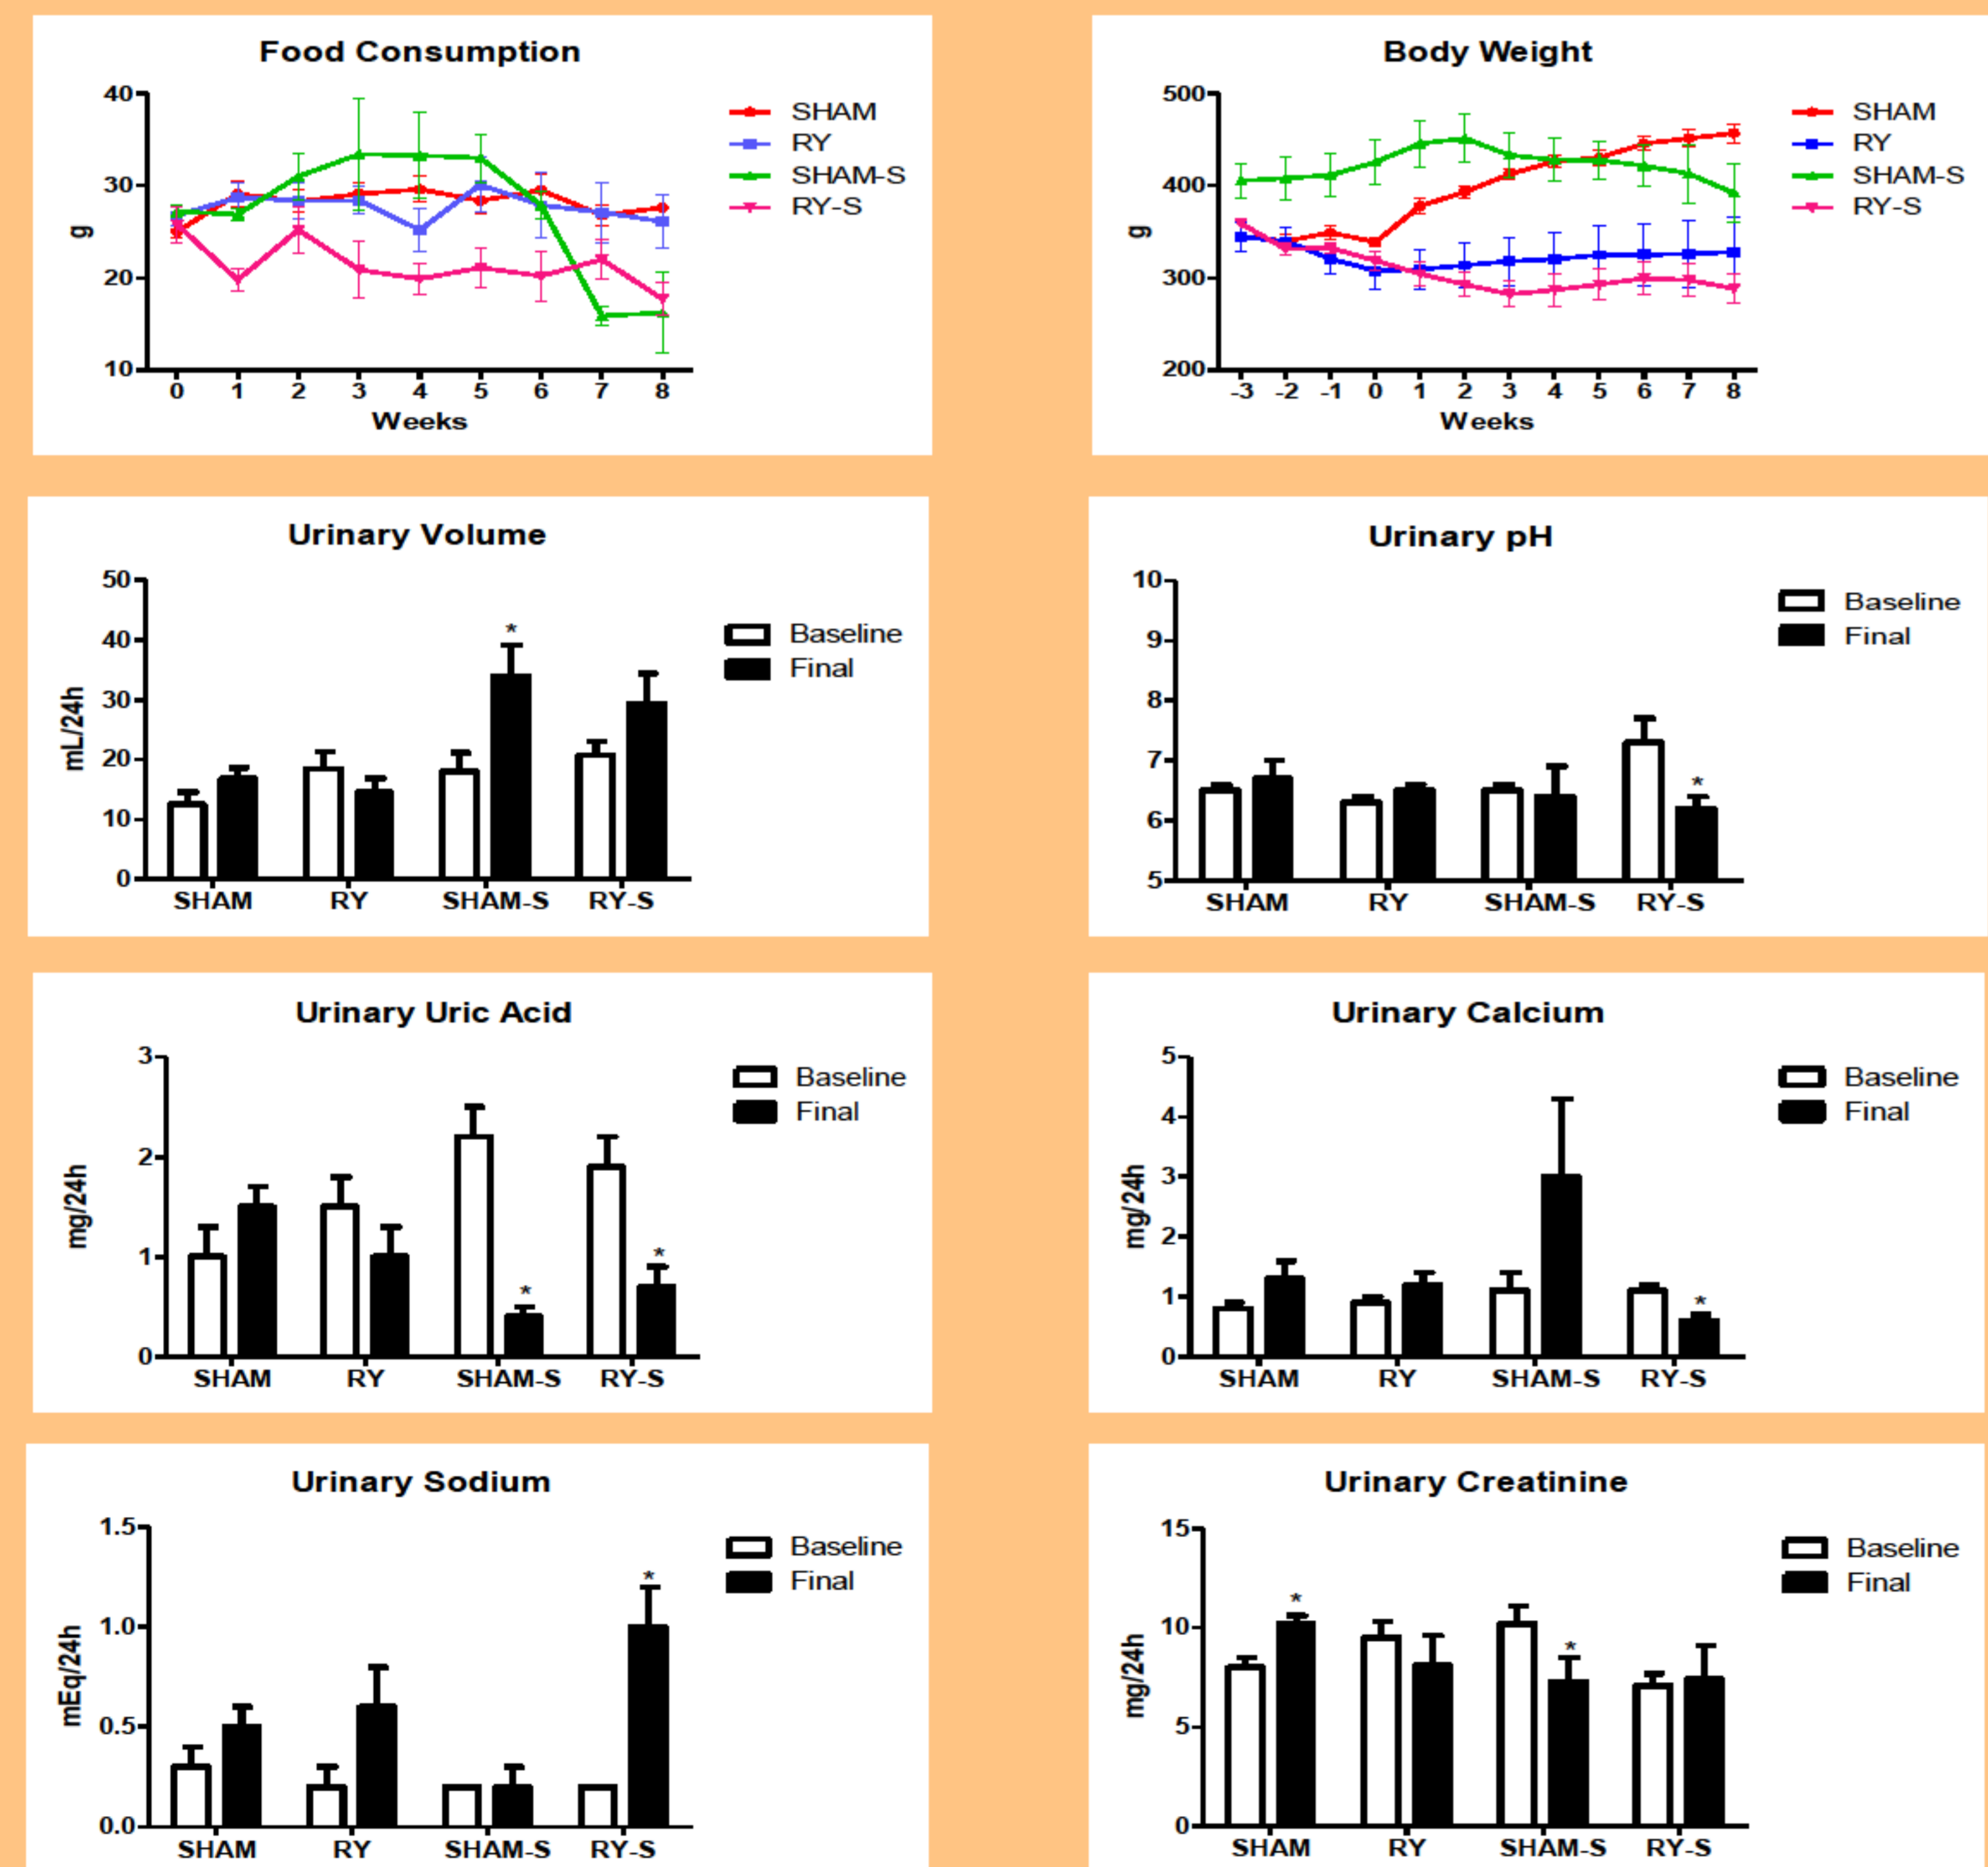 Food Consumption
40
30
20
10
g
0 1 2 3 4 5 6 7 8
Weeks
SHAM
RY
SHAM-S
RY-S
Body Weight
500
400
300
200
g
-3 -2 -1 0 1 2 3 4 5 6 7 8
Weeks
SHAM
RY
SHAM-S
RY-S
Urinary Volume
50
40
30
20
10
0
mL/24h
*
SHAM RY SHAM-S RY-S
Baseline
Final
Urinary pH
10
9
8
7
6
5
*
SHAM RY SHAM-S RY-S
Baseline
Final
Urinary Uric Acid
3
2
1
0
mg/24h
*
*
SHAM RY SHAM-S RY-S
Baseline
Final
Urinary Calcium
5
4
3
2
1
0
mg/24h
*
SHAM RY SHAM-S RY-S
Baseline
Final
Urinary Sodium
1.5
1.0
0.5
0.0
mEq/24h
*
SHAM RY SHAM-S RY-S
Baseline
Final
Urinary Creatinine
15
10
5
0
mg/24h
*
*
SHAM RY SHAM-S RY-S
Baseline
Final